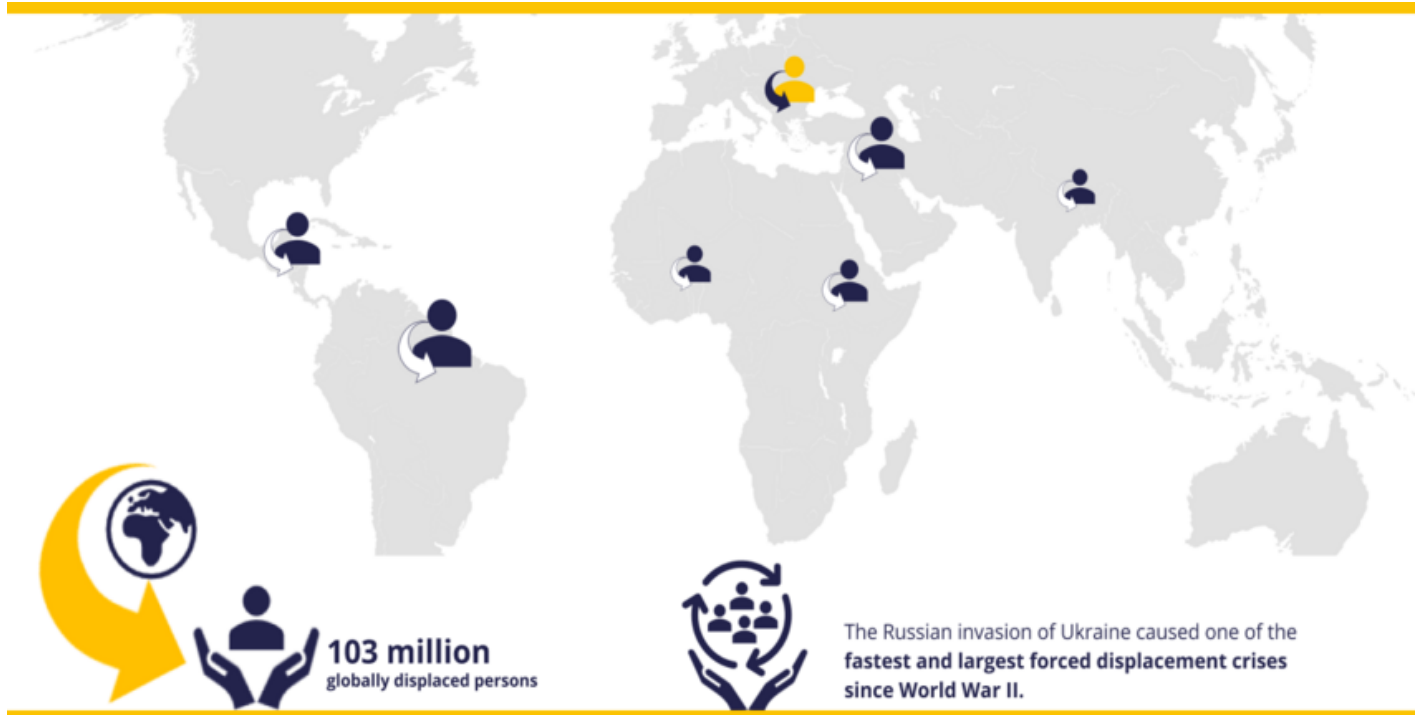 103 million
globally displaced persons
The Russian invasion of Ukraine caused one of the
fastest and largest forced displacement crises
since World War II.